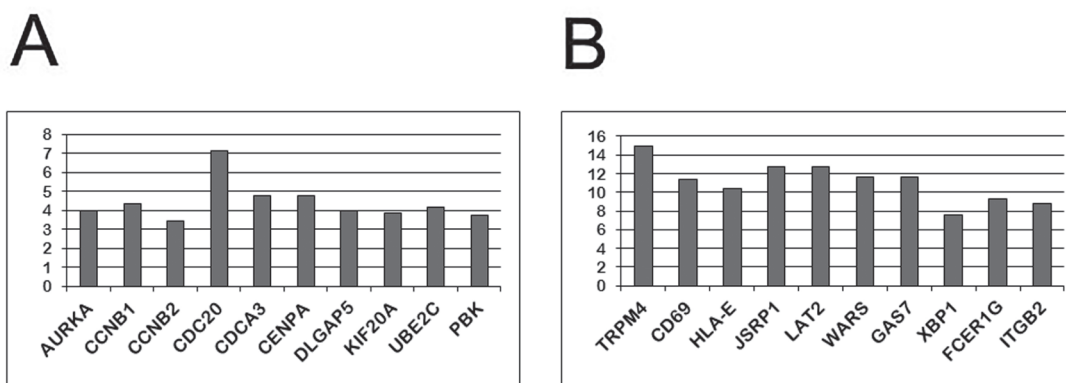 A
8
7
6
5
4
3
2
1
0
AURKA
CCNB1
CCNB2
CDC20
CDCA3
CENPA
DLGAP5
KIF20A
UBE2C
PBK
B
16
14
12
10
8
6
4
2
0
TRPM4
CD69
HLA-E
JSRP1
LAT2
WARS
GAS7
XBP1
FCER1G
ITGB2